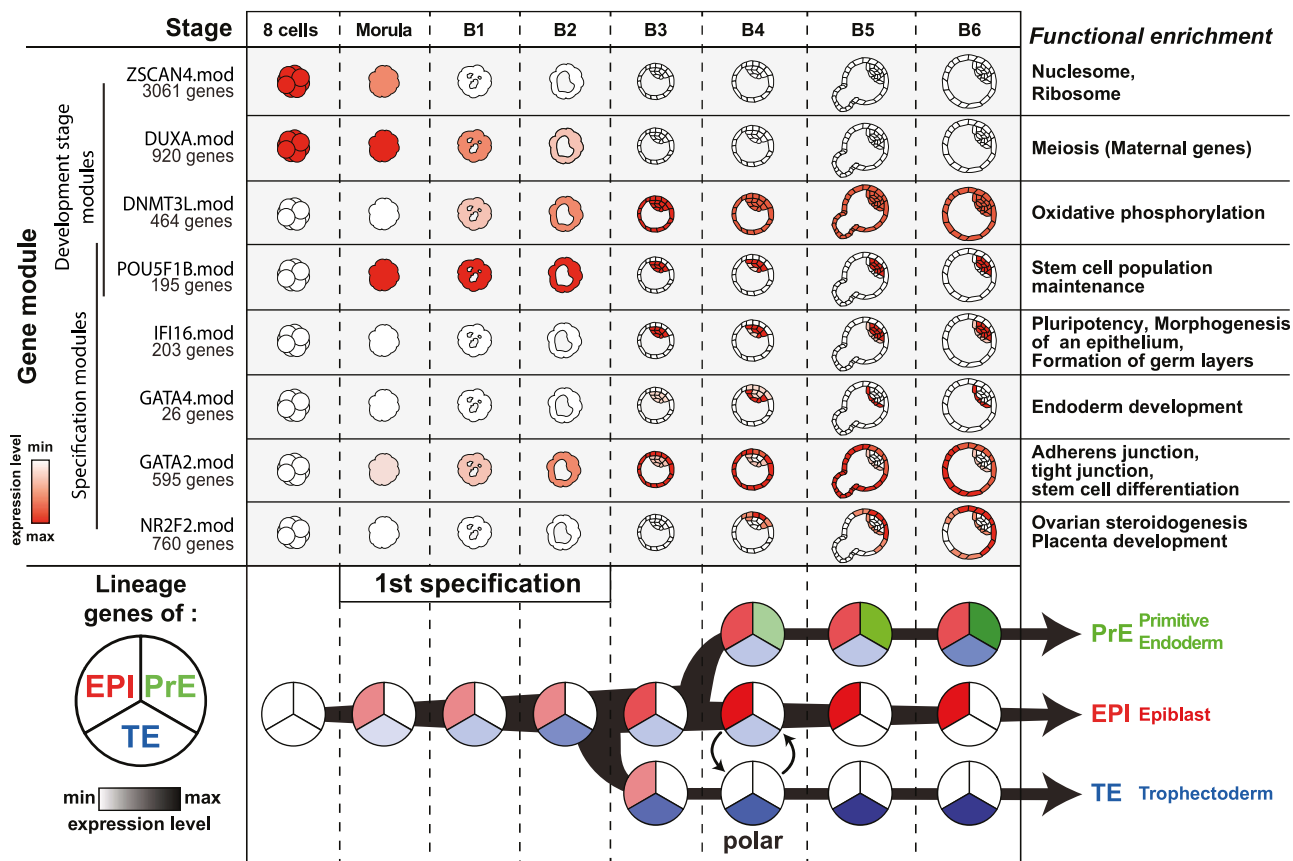 Stage
8 cells
Morula
B1
B2
B3
B4
B5
B6
Functional enrichment
Gene module
Development stage
modules
Specification modules
ZSCAN4.mod
3061 genes
Nuclesome,
Ribosome
DUXA.mod
920 genes
Meiosis (Maternal genes)
DNMT3L.mod
464 genes
Oxidative phosphorylation
POU5F1B.mod
195 genes
Stem cell population
maintenance
IFI16.mod
203 genes
Pluripotency, Morphogenesis
of an epithelium,
Formation of germ layers
GATA4.mod
26 genes
Endoderm development
GATA2.mod
595 genes
Adherens junction,
tight junction,
stem cell differentiation
NR2F2.mod
760 genes
Ovarian steroidogenesis
Placenta development
expression level
min
max
Lineage
genes of :
EPI
PrE
TE
min
max
expression level
1st specification
PrE
Primitive
Endoderm
EPI
Epiblast
TE
Trophectoderm
polar